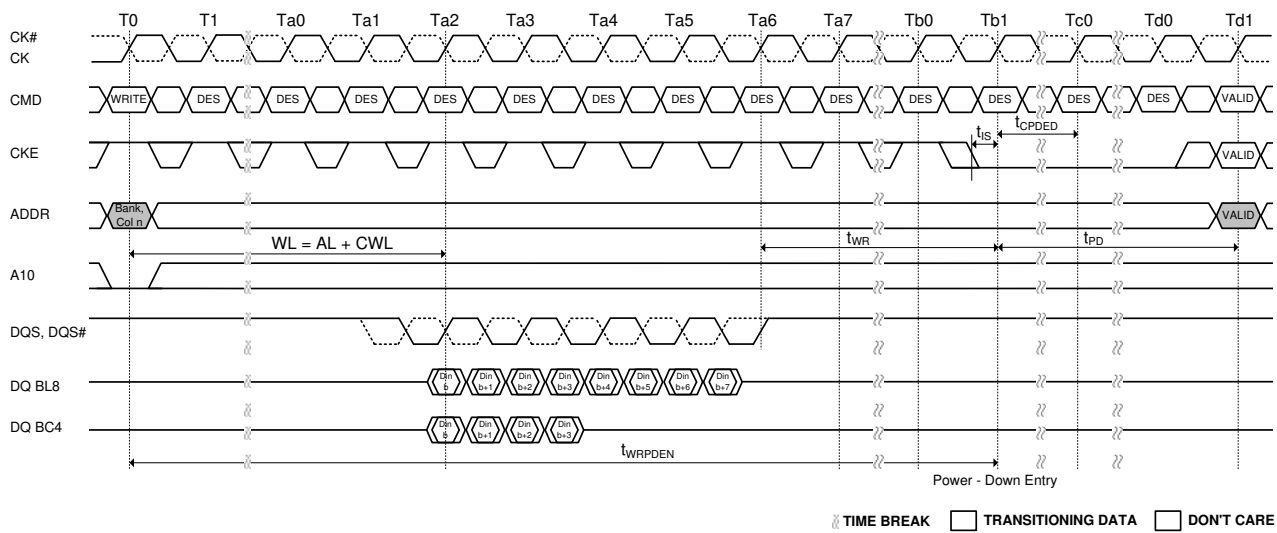 T0 T1 Ta0 Ta1 Ta2 Ta3 Ta4 Ta5 Ta6 Ta7 Tb0 Tb1 Tc0 Td0 Td1
CK#
CK
CMD WRITE DES DES DES DES DES DES DES DES DES DES DES DES DES VALID
tIS tCPDED
CKE VALID
ADDR Bank, Col n VALID
WL = AL + CWL tWR tPD
A10
DQS, DQS#
DQ BL8 Din b Din b+1 Din b+2 Din b+3 Din b+4 Din b+5 Din b+6 Din b+7
DQ BC4 Din b Din b+1 Din b+2 Din b+3
tWRPDEN
Power - Down Entry
TIME BREAK TRANSITIONING DATA DON'T CARE